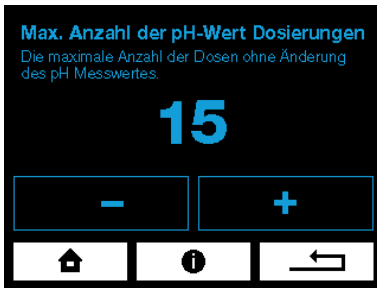 Max. Anzahl der pH-Wert Dosierungen
Die maximale Anzahl der Dosen ohne Änderung
des pH Messwertes.
15
− +